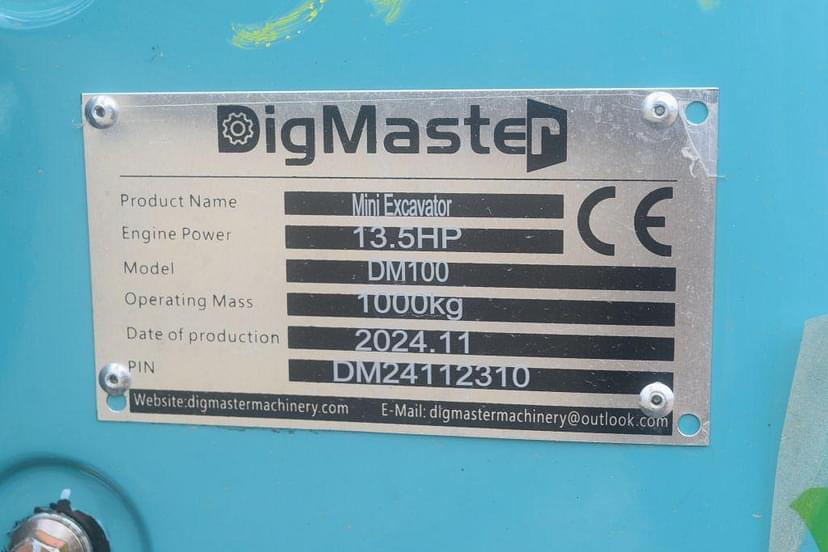 DigMaster
Product Name Mini Excavator
Engine Power 13.5HP
CE
Model DM100
Operating Mass 1000kg
Date of production 2024.11
PIN DM24112310
Website:digmastermachinery.com E-Mail: digmastermachinery@outlook.com